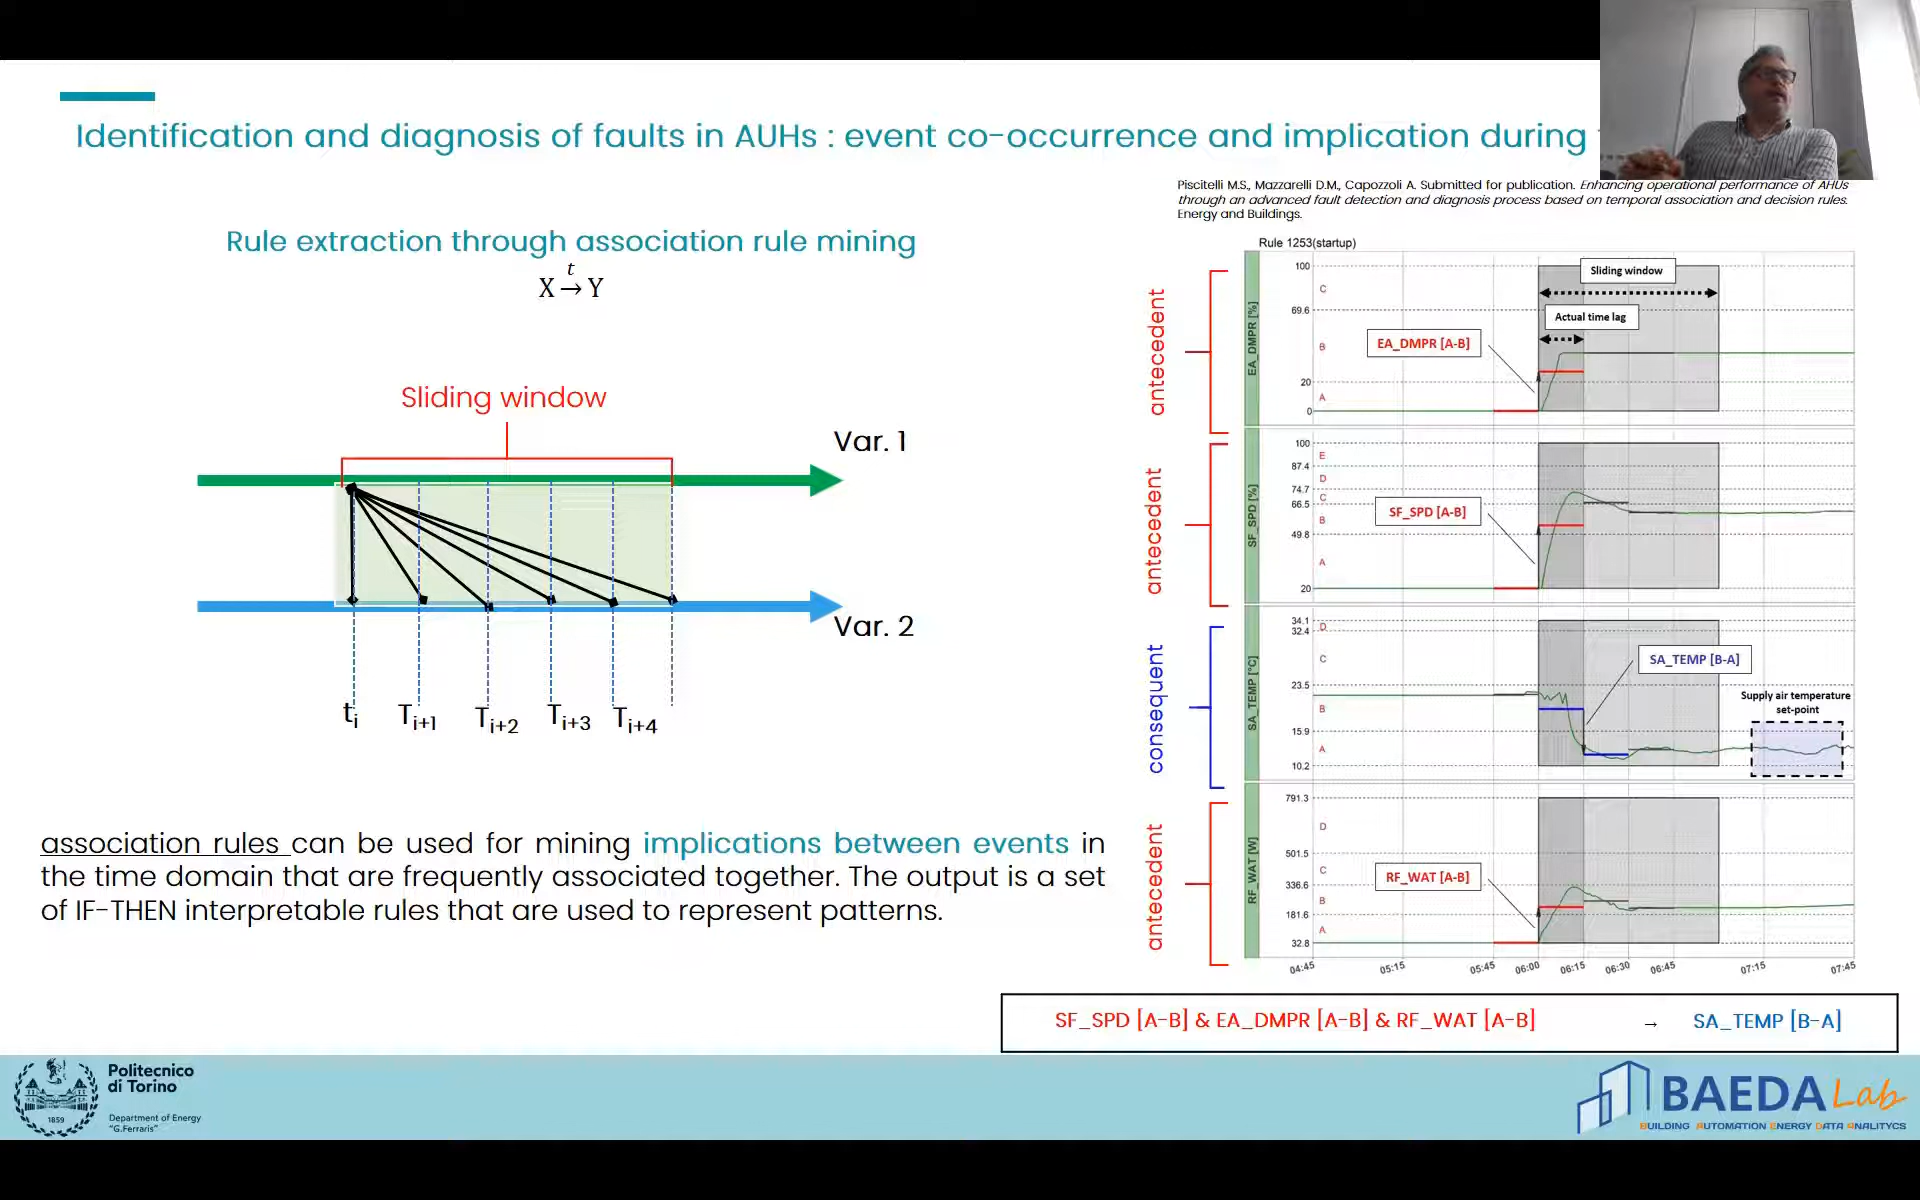 Identification and diagnosis of faults in AUHs : event co-occurrence and implication during
Piscitelli M.S., Mazzarelli D.M., Capozzoli A. Submitted for publication. Enhancing operational performance of AHUs
through an advanced fault detection and diagnosis process based on temporal association and decision rules.
Energy and Buildings.
Rule extraction through association rule mining
t
X → Y
Sliding window
Var. 1
Var. 2
ti
Ti+1
Ti+2
Ti+3
Ti+4
association rules can be used for mining implications between events in
the time domain that are frequently associated together. The output is a set
of IF-THEN interpretable rules that are used to represent patterns.
Rule 1253(startup)
antecedent
EA_DMPR [%]
100
69.6
20
0
C
B
A
Sliding window
Actual time lag
EA_DMPR [A-B]
antecedent
SF_SPD [%]
100
87.4
74.7
66.5
49.8
20
E
D
C
B
A
SF_SPD [A-B]
consequent
SA_TEMP [°C]
34.1
32.4
23.5
15.9
10.2
D
C
B
A
SA_TEMP [B-A]
Supply air temperature
set-point
antecedent
RF_WAT [W]
791.3
501.5
336.6
181.6
32.8
D
C
B
A
RF_WAT [A-B]
04:45
05:15
05:45
06:00
06:15
06:30
06:45
07:15
07:45
SF_SPD [A-B] & EA_DMPR [A-B] & RF_WAT [A-B] → SA_TEMP [B-A]
1859
Politecnico
di Torino
Department of Energy
"G.Ferraris"
BAEDA Lab
BUILDING AUTOMATION ENERGY DATA ANALITYCS